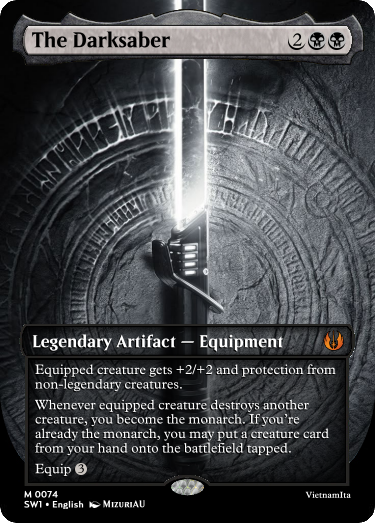 The Darksaber 2
Legendary Artifact — Equipment
Equipped creature gets +2/+2 and protection from
non-legendary creatures.
Whenever equipped creature destroys another
creature, you become the monarch. If you're
already the monarch, you may put a creature card
from your hand onto the battlefield tapped.
Equip 3
M 0074
SW1 • English MizuriAU
VietnamIta